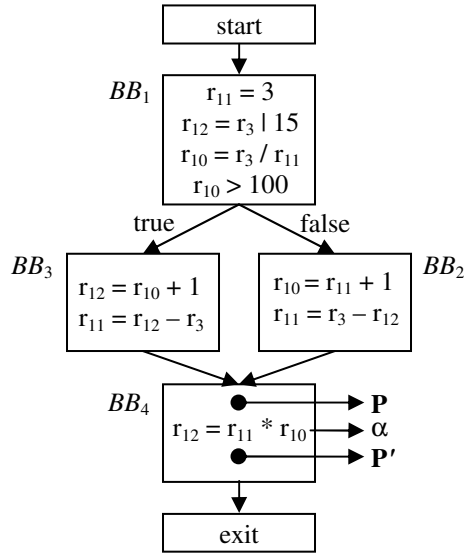 start
BB₁
r₁₁ = 3
r₁₂ = r₃ | 15
r₁₀ = r₃ / r₁₁
r₁₀ > 100
true
false
BB₃
r₁₂ = r₁₀ + 1
r₁₁ = r₁₂ – r₃
BB₂
r₁₀ = r₁₁ + 1
r₁₁ = r₃ – r₁₂
BB₄
P
r₁₂ = r₁₁ * r₁₀
α
P′
exit